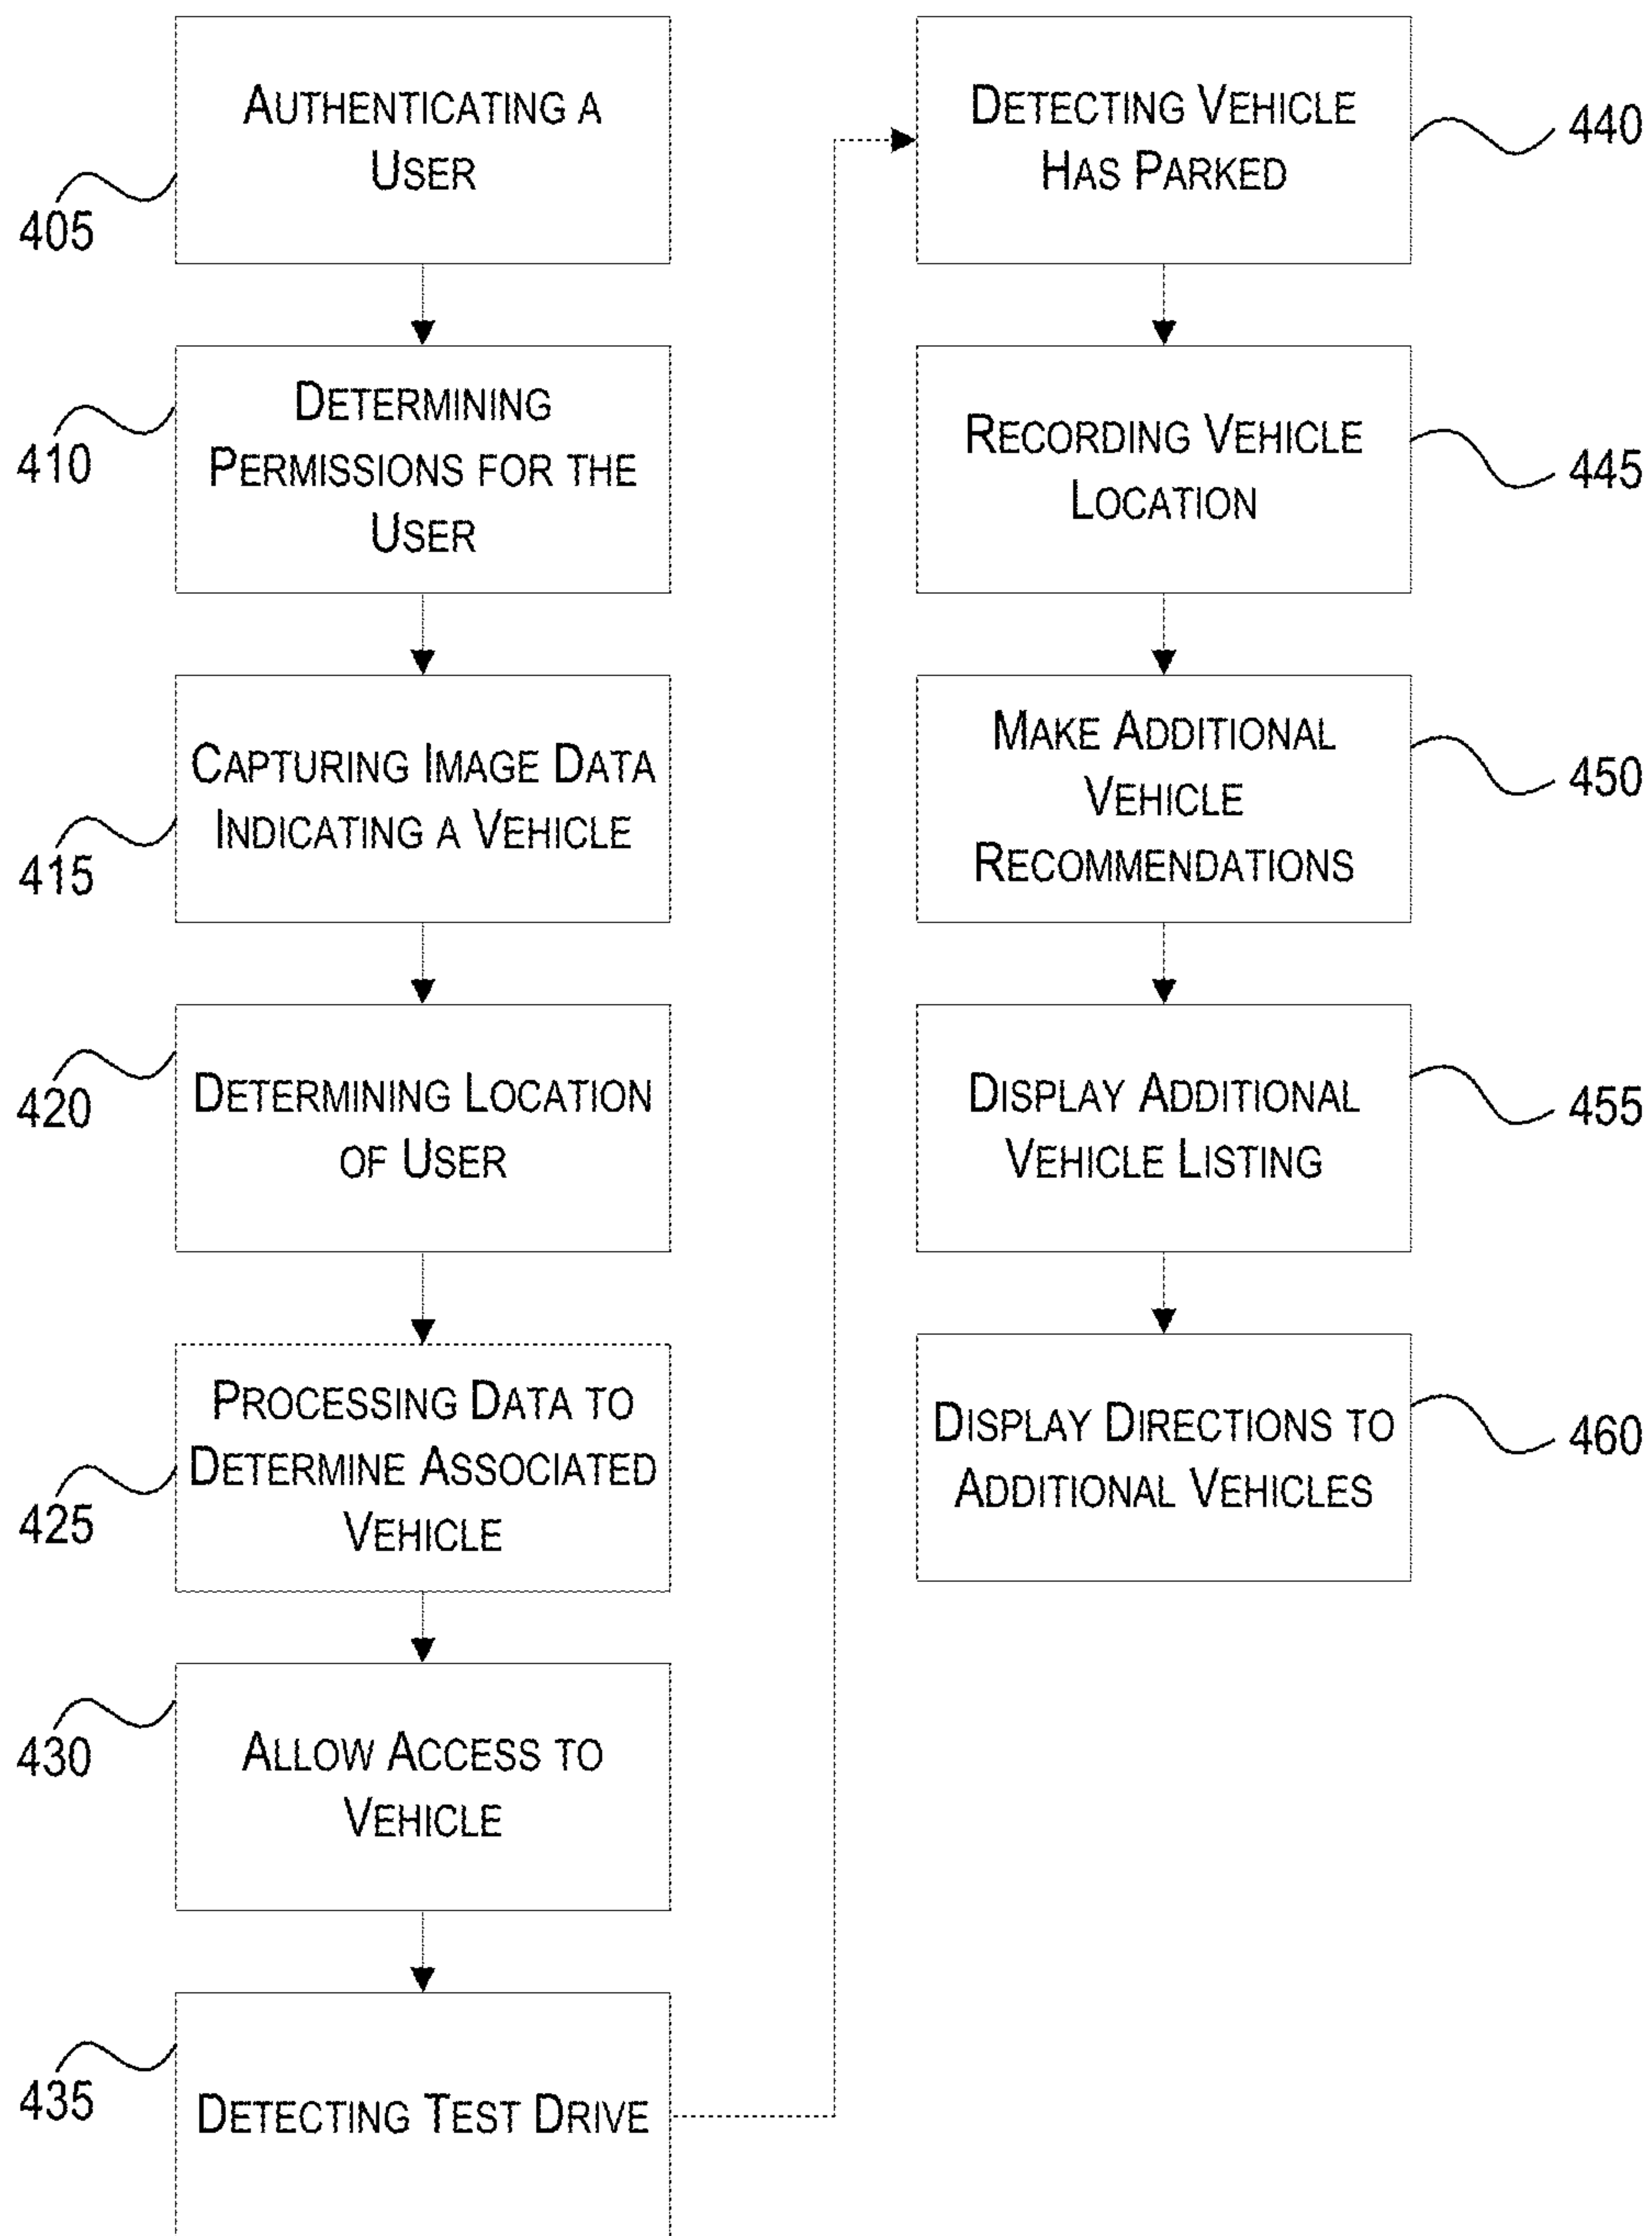 AUTHENTICATING A
USER
405
DETERMINING
PERMISSIONS FOR THE
USER
410
CAPTURING IMAGE DATA
INDICATING A VEHICLE
415
DETERMINING LOCATION
OF USER
420
PROCESSING DATA TO
DETERMINE ASSOCIATED
VEHICLE
425
ALLOW ACCESS TO
VEHICLE
430
DETECTING TEST DRIVE
435
DETECTING VEHICLE
HAS PARKED
440
RECORDING VEHICLE
LOCATION
445
MAKE ADDITIONAL
VEHICLE
RECOMMENDATIONS
450
DISPLAY ADDITIONAL
VEHICLE LISTING
455
DISPLAY DIRECTIONS TO
ADDITIONAL VEHICLES
460